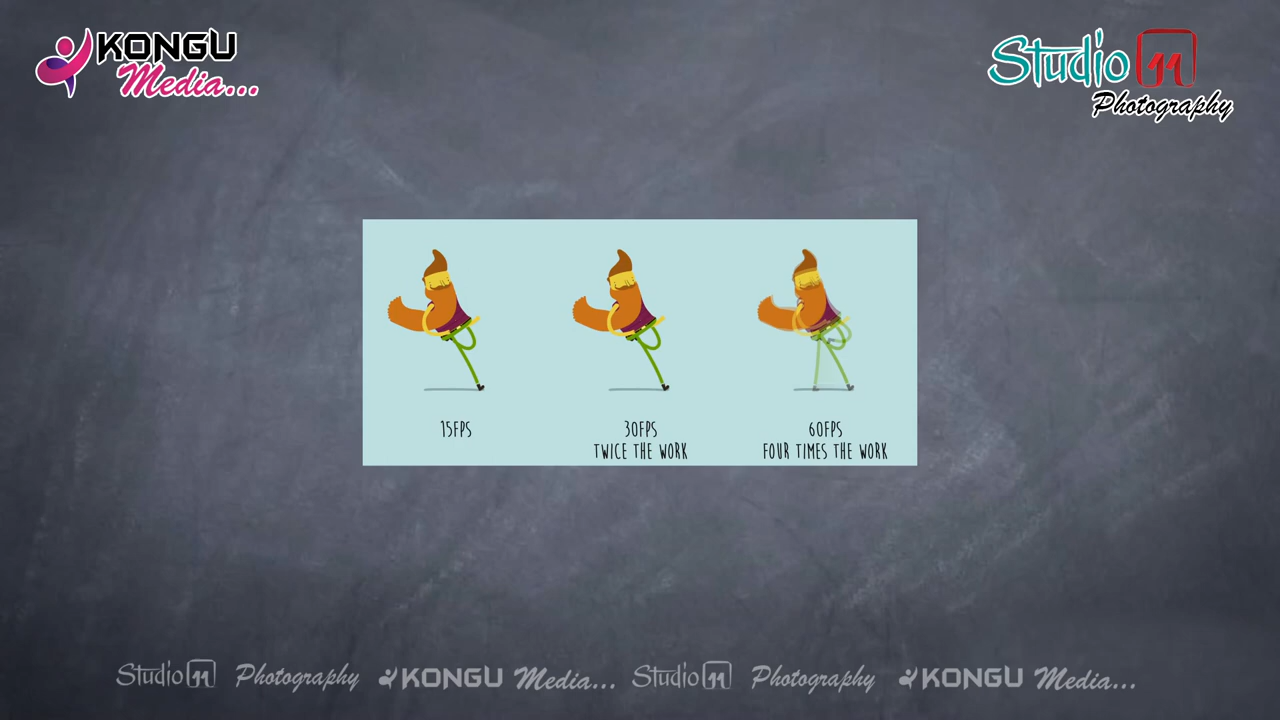 KONGU
Media...
Studio 11
Photography
15FPS
30FPS
TWICE THE WORK
60FPS
FOUR TIMES THE WORK
Studio 11 Photography KONGU Media... Studio 11 Photography KONGU Media...